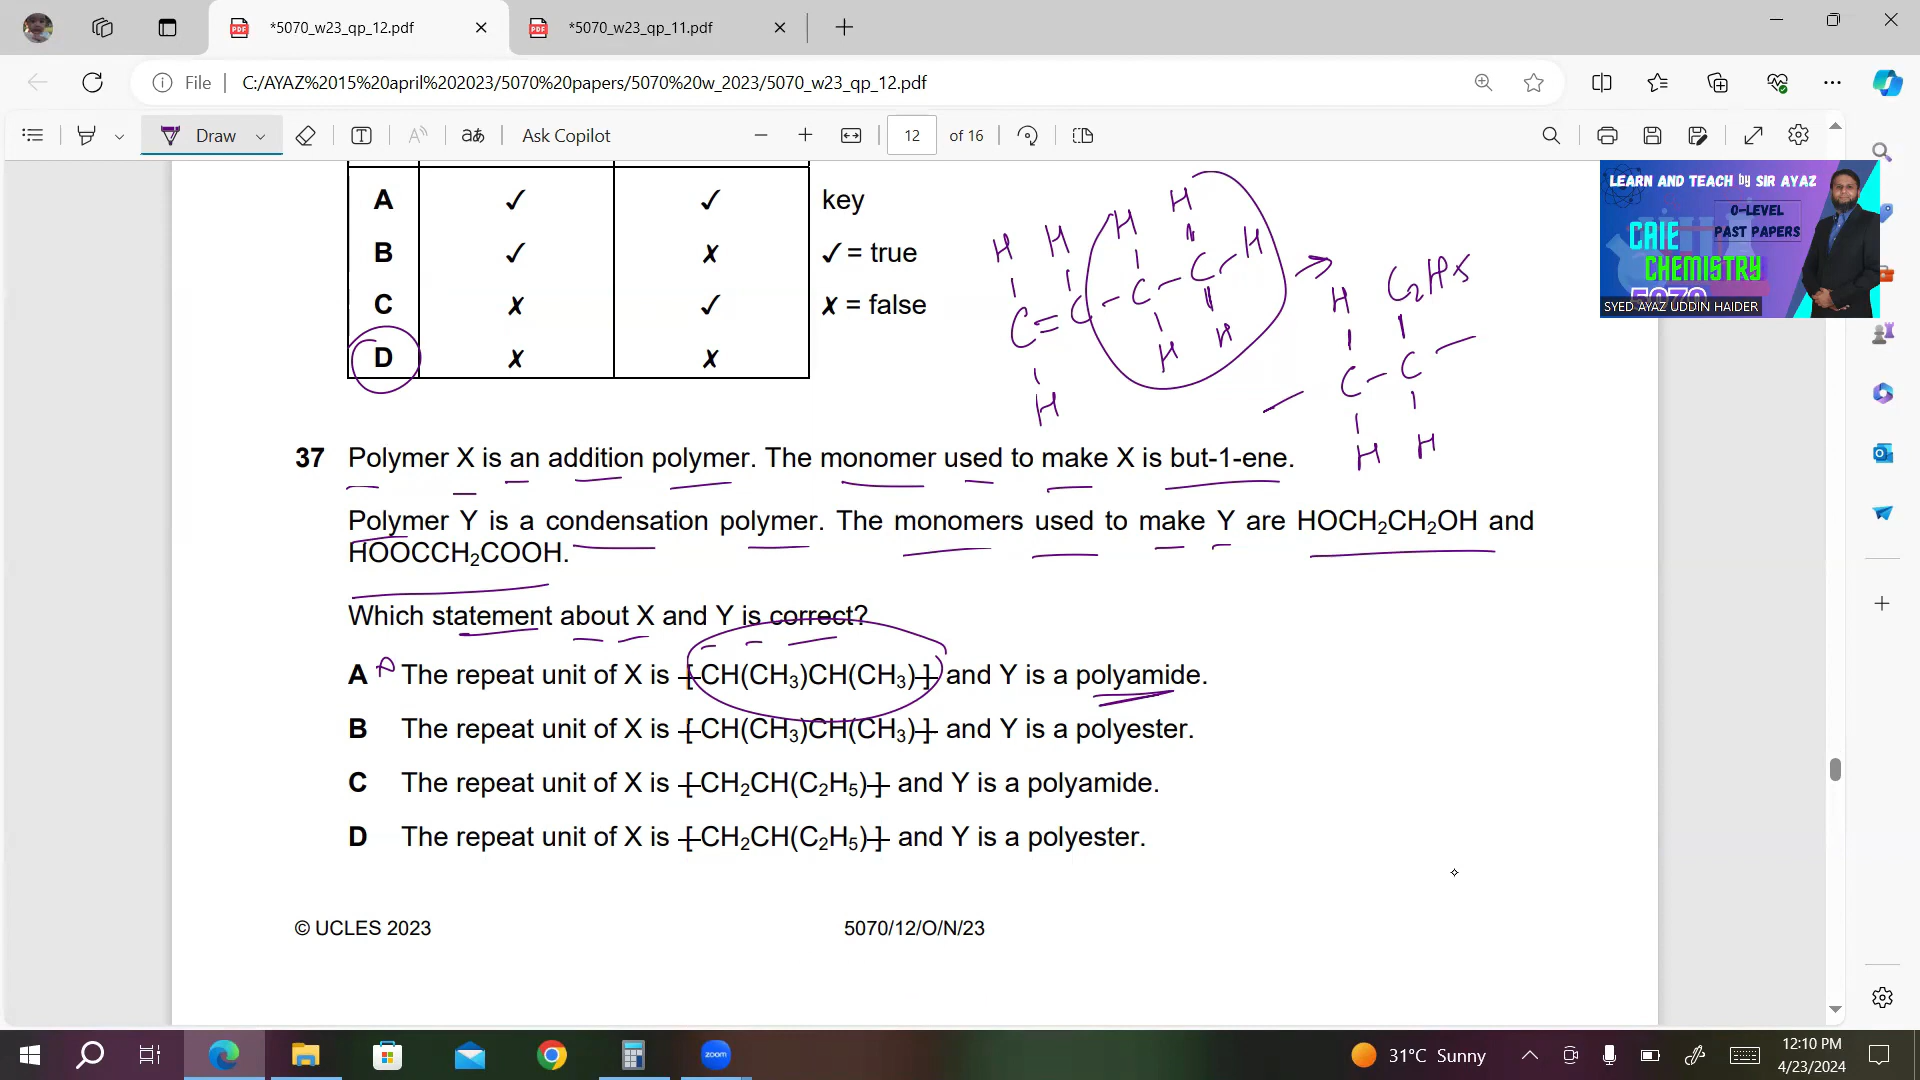 *5070_w23_qp_12.pdf
*5070_w23_qp_11.pdf
File
C:/AYAZ%2015%20april%202023/5070%20papers/5070%20w_2023/5070_w23_qp_12.pdf
Draw
Ask Copilot
12 of 16
LEARN AND TEACH by SIR AYAZ
O-LEVEL
PAST PAPERS
CAIE
CHEMISTRY
5070
SYED AYAZ UDDIN HAIDER
A ✓ ✓ key
B ✓ ✗ ✓ = true
C ✗ ✓ ✗ = false
D ✗ ✗
H H H H
C = C - C - C - H
H H H
H C2H5
C - C
H H
37 Polymer X is an addition polymer. The monomer used to make X is but-1-ene.
Polymer Y is a condensation polymer. The monomers used to make Y are HOCH₂CH₂OH and
HOOCCH₂COOH.
Which statement about X and Y is correct?
A The repeat unit of X is -[CH(CH₃)CH(CH₃)]- and Y is a polyamide.
B The repeat unit of X is -[CH(CH₃)CH(CH₃)]- and Y is a polyester.
C The repeat unit of X is -[CH₂CH(C₂H₅)]- and Y is a polyamide.
D The repeat unit of X is -[CH₂CH(C₂H₅)]- and Y is a polyester.
© UCLES 2023
5070/12/O/N/23
zoom
31°C Sunny
12:10 PM
4/23/2024